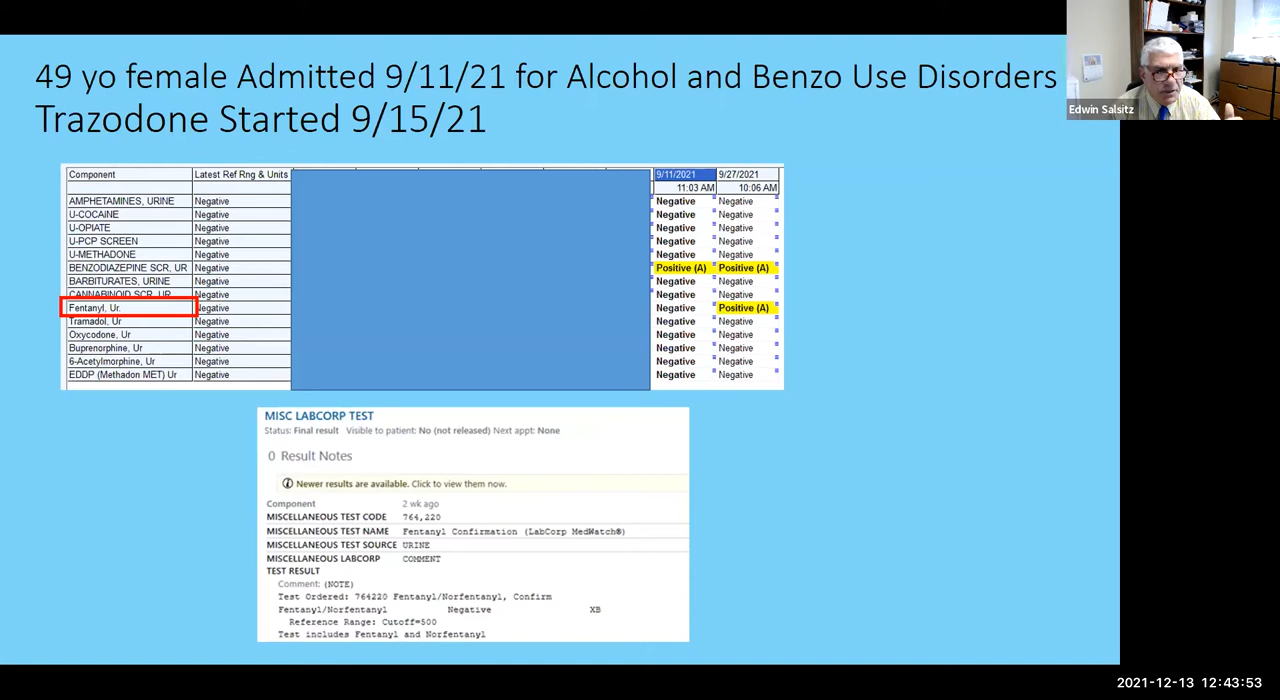 49 yo female Admitted 9/11/21 for Alcohol and Benzo Use Disorders
Trazodone Started 9/15/21
Edwin Salsitz
Component Latest Ref Rng & Units 9/11/2021 9/27/2021
11:03 AM 10:06 AM
AMPHETAMINES, URINE Negative Negative Negative
U-COCAINE Negative Negative Negative
U-OPIATE Negative Negative Negative
U-PCP SCREEN Negative Negative Negative
U-METHADONE Negative Negative Negative
BENZODIAZEPINE SCR, UR Negative Positive (A) Positive (A)
BARBITURATES, URINE Negative Negative Negative
CANNABINOID SCR, UR Negative Negative Negative
Fentanyl, Ur. Negative Negative Positive (A)
Tramadol, Ur Negative Negative Negative
Oxycodone, Ur Negative Negative Negative
Buprenorphine, Ur Negative Negative Negative
6-Acetylmorphine, Ur Negative Negative Negative
EDDP (Methadon MET) Ur Negative Negative Negative
MISC LABCORP TEST
Status: Final result Visible to patient: No (not released) Next appt: None
0 Result Notes
Newer results are available. Click to view them now.
Component 2 wk ago
MISCELLANEOUS TEST CODE 764,220
MISCELLANEOUS TEST NAME Fentanyl Confirmation (LabCorp MedWatch®)
MISCELLANEOUS TEST SOURCE URINE
MISCELLANEOUS LABCORP COMMENT
TEST RESULT
Comment: (NOTE)
Test Ordered: 764220 Fentanyl/Norfentanyl, Confirm
Fentanyl/Norfentanyl Negative XB
Reference Range: Cutoff=500
Test includes Fentanyl and Norfentanyl
2021-12-13 12:43:53